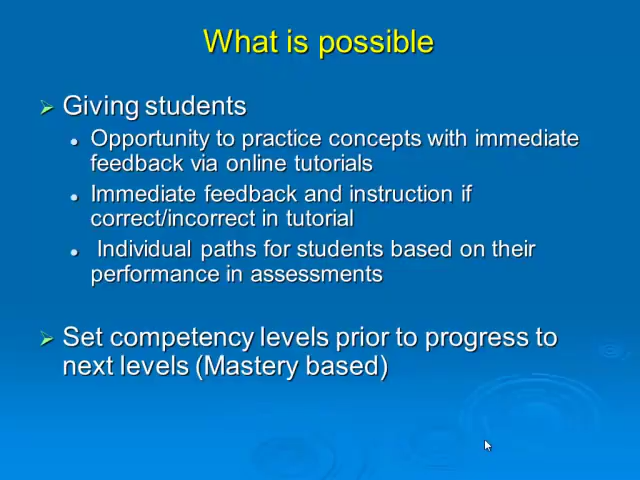 What is possible
Giving students
Opportunity to practice concepts with immediate
feedback via online tutorials
Immediate feedback and instruction if
correct/incorrect in tutorial
Individual paths for students based on their
performance in assessments
Set competency levels prior to progress to
next levels (Mastery based)